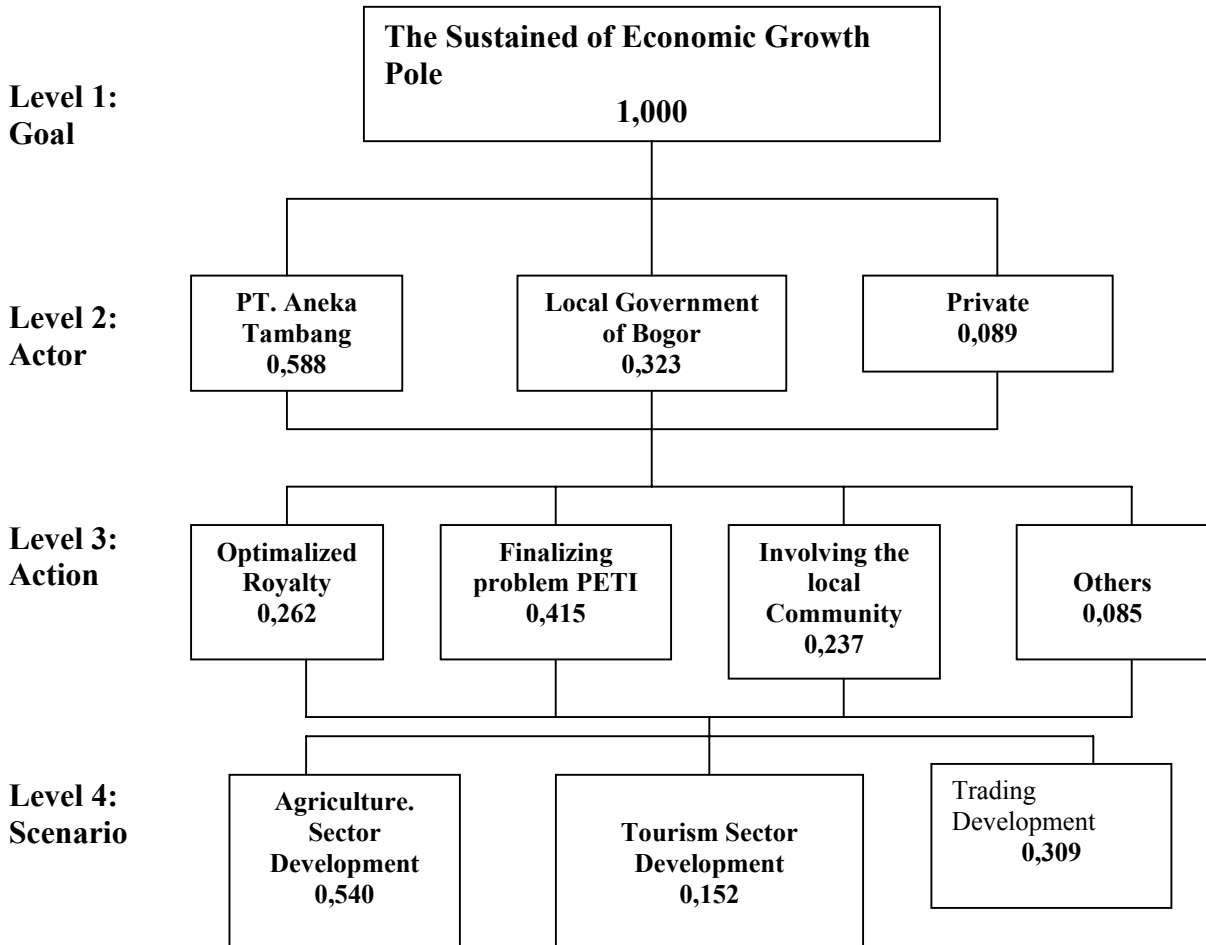 The Sustained of Economic Growth
Pole
1,000
Level 1:
Goal
PT. Aneka
Tambang
0,588
Local Government
of Bogor
0,323
Private
0,089
Level 2:
Actor
Level 3:
Action
Optimalized
Royalty
0,262
Finalizing
problem PETI
0,415
Involving the
local
Community
0,237
Others
0,085
Level 4:
Scenario
Agriculture.
Sector
Development
0,540
Tourism Sector
Development
0,152
Trading
Development
0,309